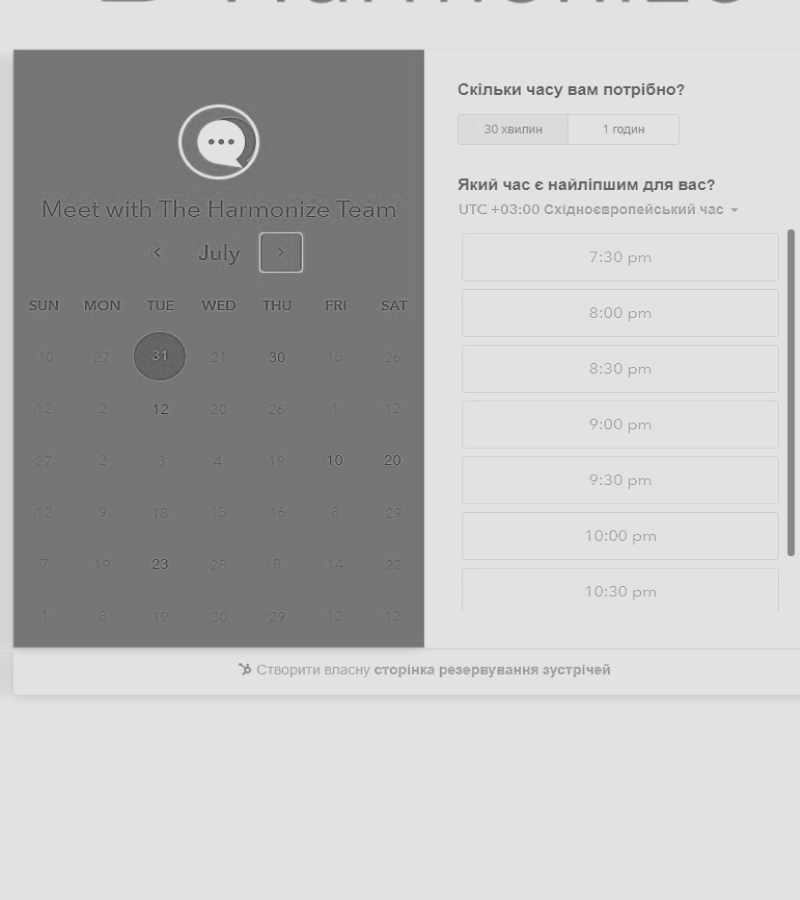 Meet with The Harmonize Team
July
SUN MON TUE WED THU FRI SAT
10 27 31 21 30 13 26
12 2 12 20 26 1 12
27 2 3 4 19 10 20
12 9 18 13 16 8 29
7 19 23 28 8 14 22
1 8 19 30 29 12 12
Скільки часу вам потрібно?
30 хвилин 1 годин
Який час є найліпшим для вас?
UTC +03:00 Східноєвропейський час
7:30 pm
8:00 pm
8:30 pm
9:00 pm
9:30 pm
10:00 pm
10:30 pm
Створити власну сторінка резервування зустрічей